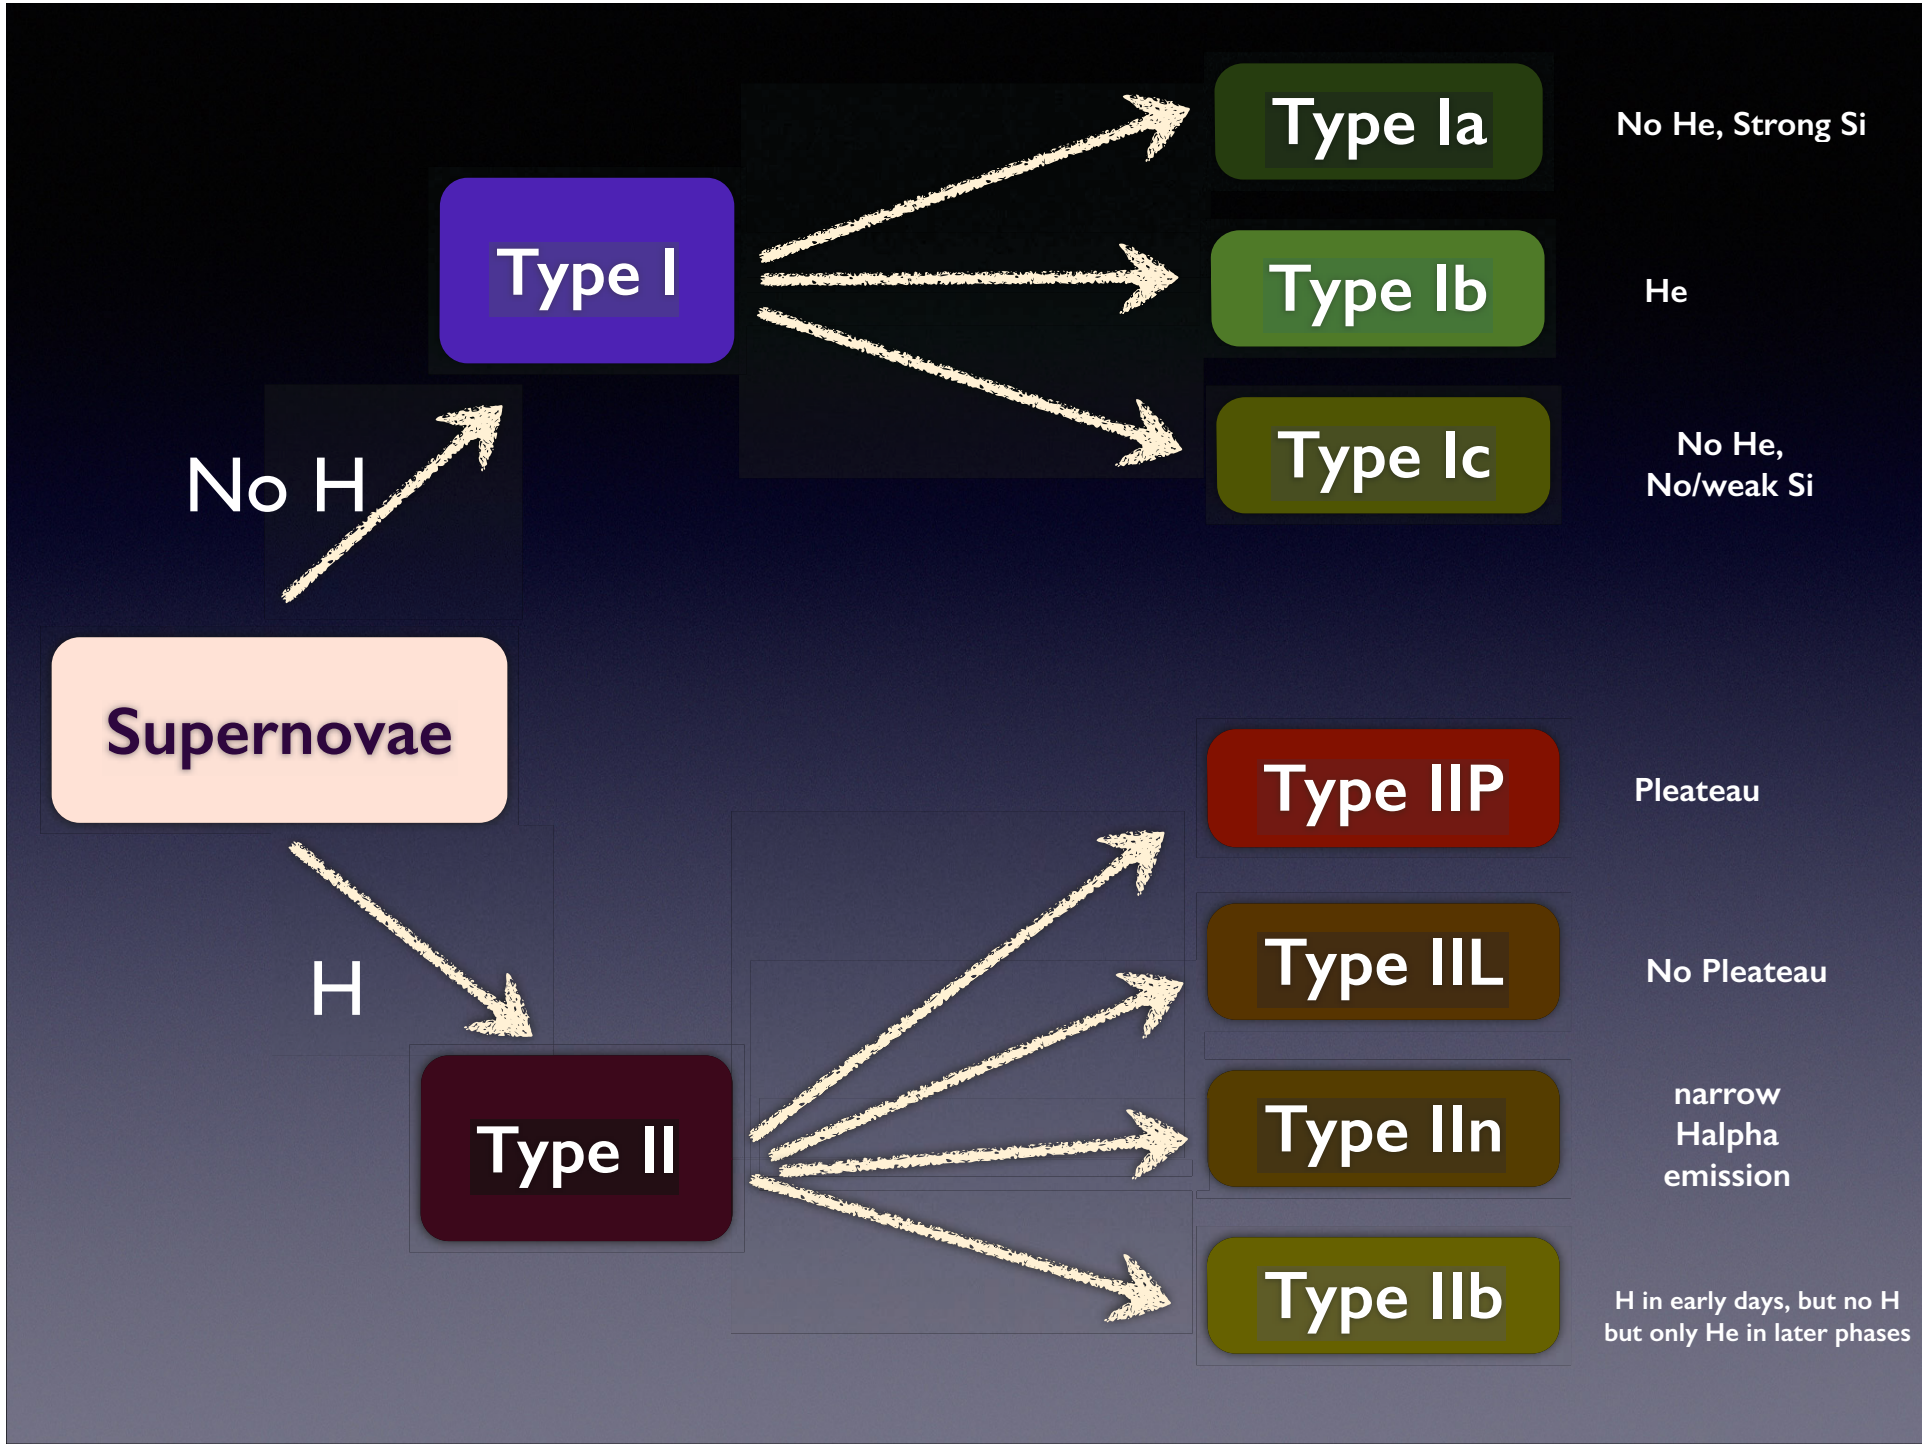 Type Ia
No He, Strong Si
Type I
Type Ib
He
Type Ic
No He,
No/weak Si
No H
Supernovae
H
Type II
Type IIP
Pleateau
Type IIL
No Pleateau
Type IIn
narrow
Halpha
emission
Type IIb
H in early days, but no H
but only He in later phases